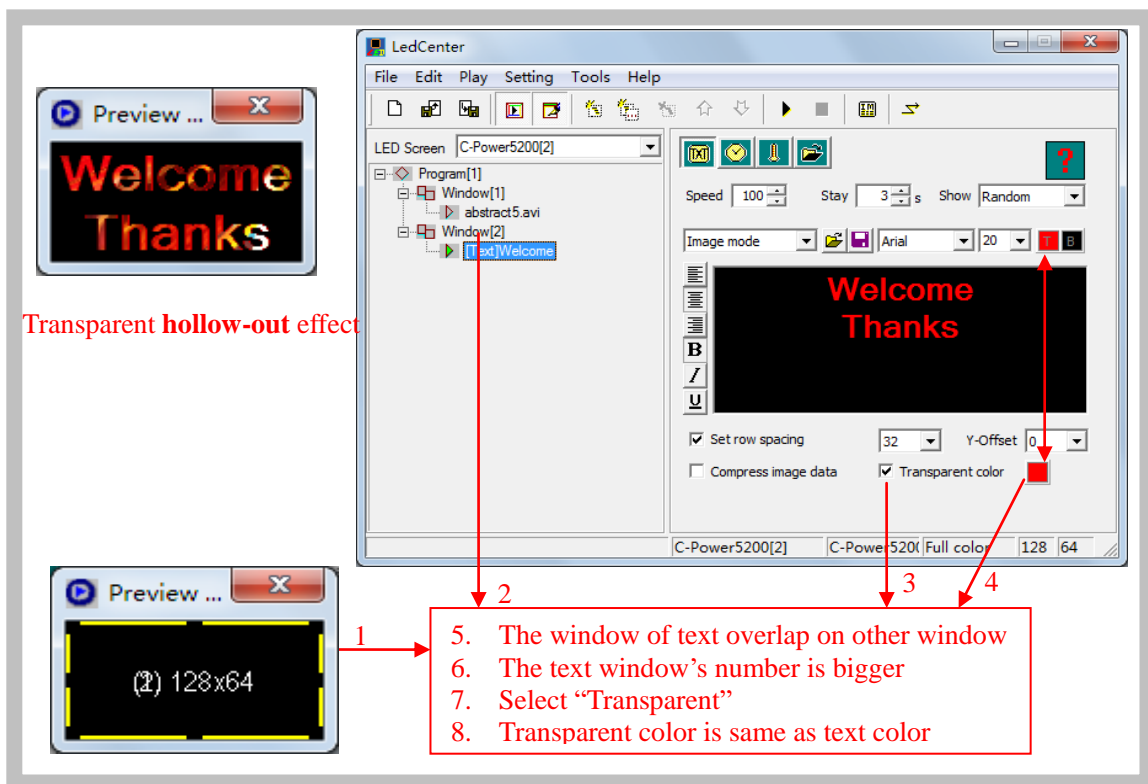 LedCenter
File Edit Play Setting Tools Help
Preview ...
Welcome
Thanks
Transparent hollow-out effect
LED Screen C-Power5200[2]
Program[1]
Window[1]
abstract5.avi
Window[2]
[Text]Welcome
TXT
?
Speed 100 Stay 3 s Show Random
Image mode Arial 20 T B
Welcome
Thanks
B
I
U
Set row spacing 32 Y-Offset 0
Compress image data Transparent color
C-Power5200[2] C-Power520( Full color 128 64
Preview ...
128x64
1
2
3
4
5. The window of text overlap on other window
6. The text window's number is bigger
7. Select “Transparent”
8. Transparent color is same as text color